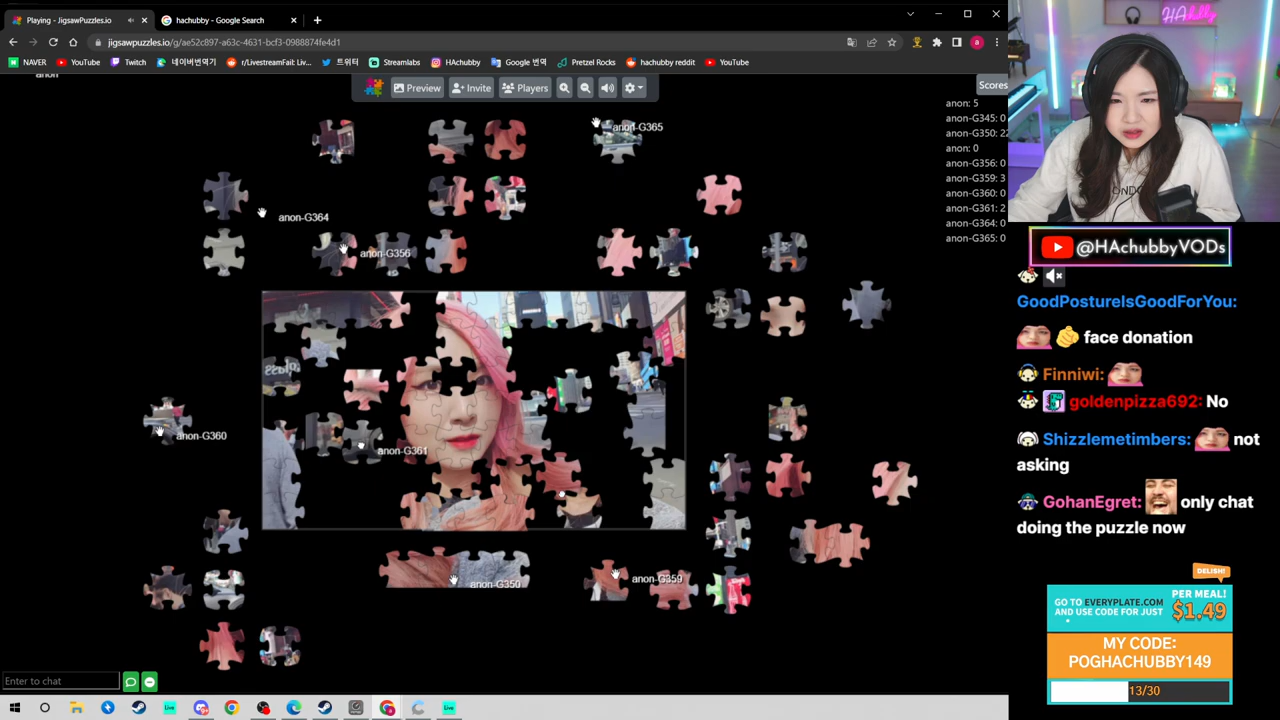 Playing - JigsawPuzzles.io
hachubby - Google Search
jigsawpuzzles.io/g/ae52c897-a63c-4631-bcf3-0988874fe4d1
NAVER
YouTube
Twitch
네이버번역기
r/LivestreamFail: Liv...
트위터
Streamlabs
HAchubby
Google 번역
Pretzel Rocks
hachubby reddit
YouTube
anon
Preview
Invite
Players
Scores
anon: 5
anon-G345: 0
anon-G350: 22
anon: 0
anon-G356: 0
anon-G359: 3
anon-G360: 0
anon-G361: 2
anon-G364: 0
anon-G365: 0
anon-G365
anon-G364
anon-G356
anon-G360
anon-G361
anon-G350
anon-G359
Enter to chat
@HAchubbyVODs
GoodPostureIsGoodForYou:
face donation
Finniwi:
goldenpizza692: No
Shizzlemetimbers: not
asking
GohanEgret: only chat
doing the puzzle now
DELISH!
GO TO EVERYPLATE.COM
AND USE CODE FOR JUST
PER MEAL!
$1.49
MY CODE:
POGHACHUBBY149
13/30